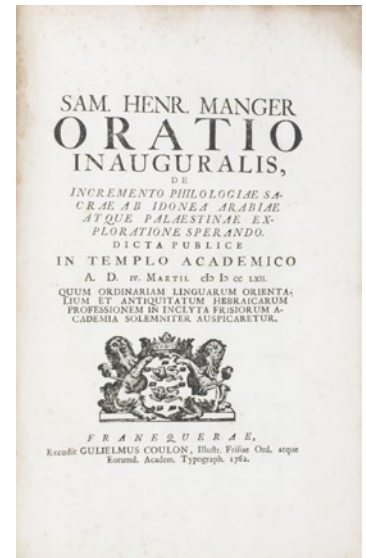 SAM. HENR. MANGER
ORATIO
INAUGURALIS,
DE
INCREMENTO PHILOLOGIAE SA-
CRAE AB IDONEA ARABIAE
ATQUE PALAESTINAE EX-
PLORATIONE SPERANDO.
DICTA PUBLICE
IN TEMPLO ACADEMICO
A. D. IV. MARTII. cIↃ IↃ cc LXII.
QUUM ORDINARIAM LINGUARUM ORIENTA-
LIUM ET ANTIQUITATUM HEBRAICARUM
PROFESSIONEM IN INCLYTA FRISIORUM A-
CADEMIA SOLEMNITER AUSPICARETUR.
FRANEQUERAE,
Excudit GULIELMUS COULON, Illustr. Frisiae Ord. atque
Eorumd. Academ. Typograph. 1762.